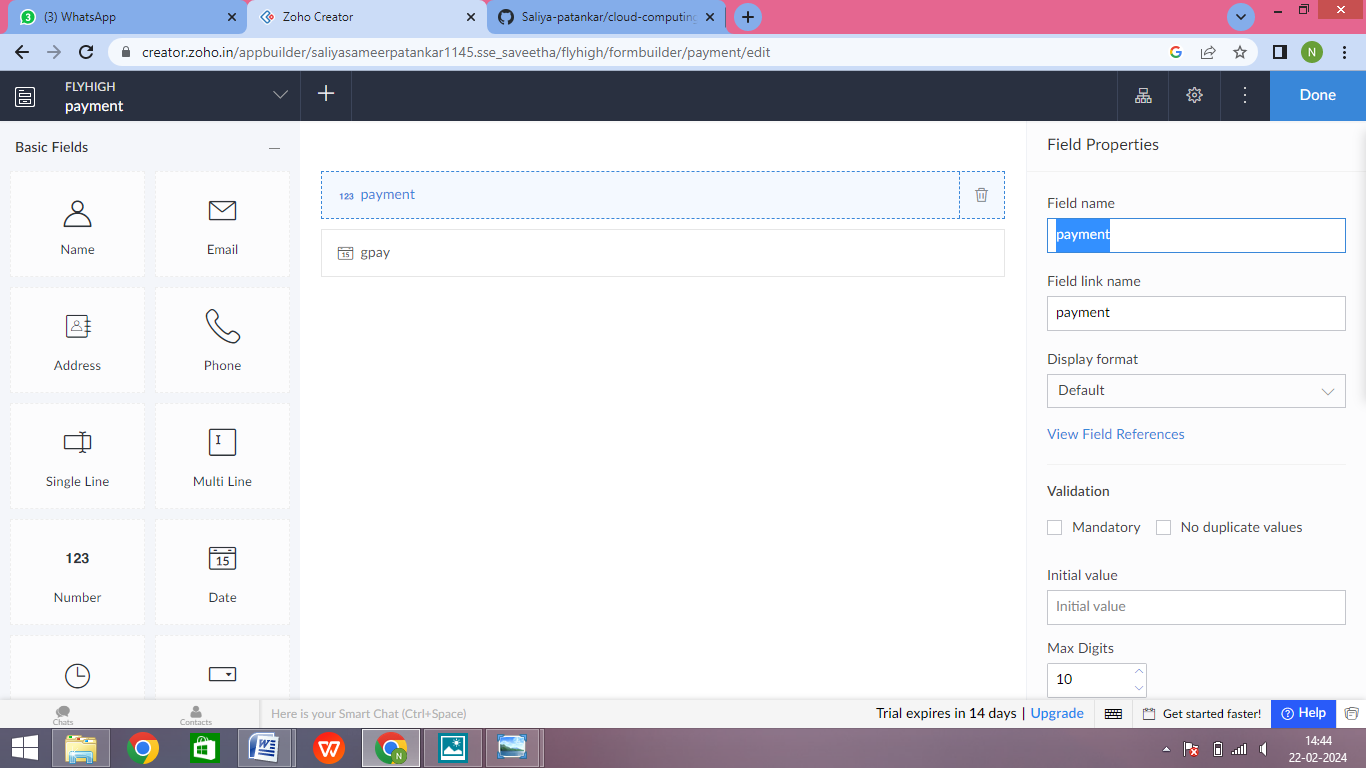 (3) WhatsApp
Zoho Creator
Saliya-patankar/cloud-computing
creator.zoho.in/appbuilder/saliyasameerpatankar1145.sse_saveetha/flyhigh/formbuilder/payment/edit
N
FLYHIGH
payment
Done
Basic Fields
Name
Email
Address
Phone
Single Line
Multi Line
123
15
Number
Date
123 payment
15 gpay
Field Properties
Field name
payment
Field link name
payment
Display format
Default
View Field References
Validation
Mandatory
No duplicate values
Initial value
Initial value
Max Digits
10
Chats
Contacts
Here is your Smart Chat (Ctrl+Space)
Trial expires in 14 days | Upgrade
Get started faster!
Help
14:44
22-02-2024